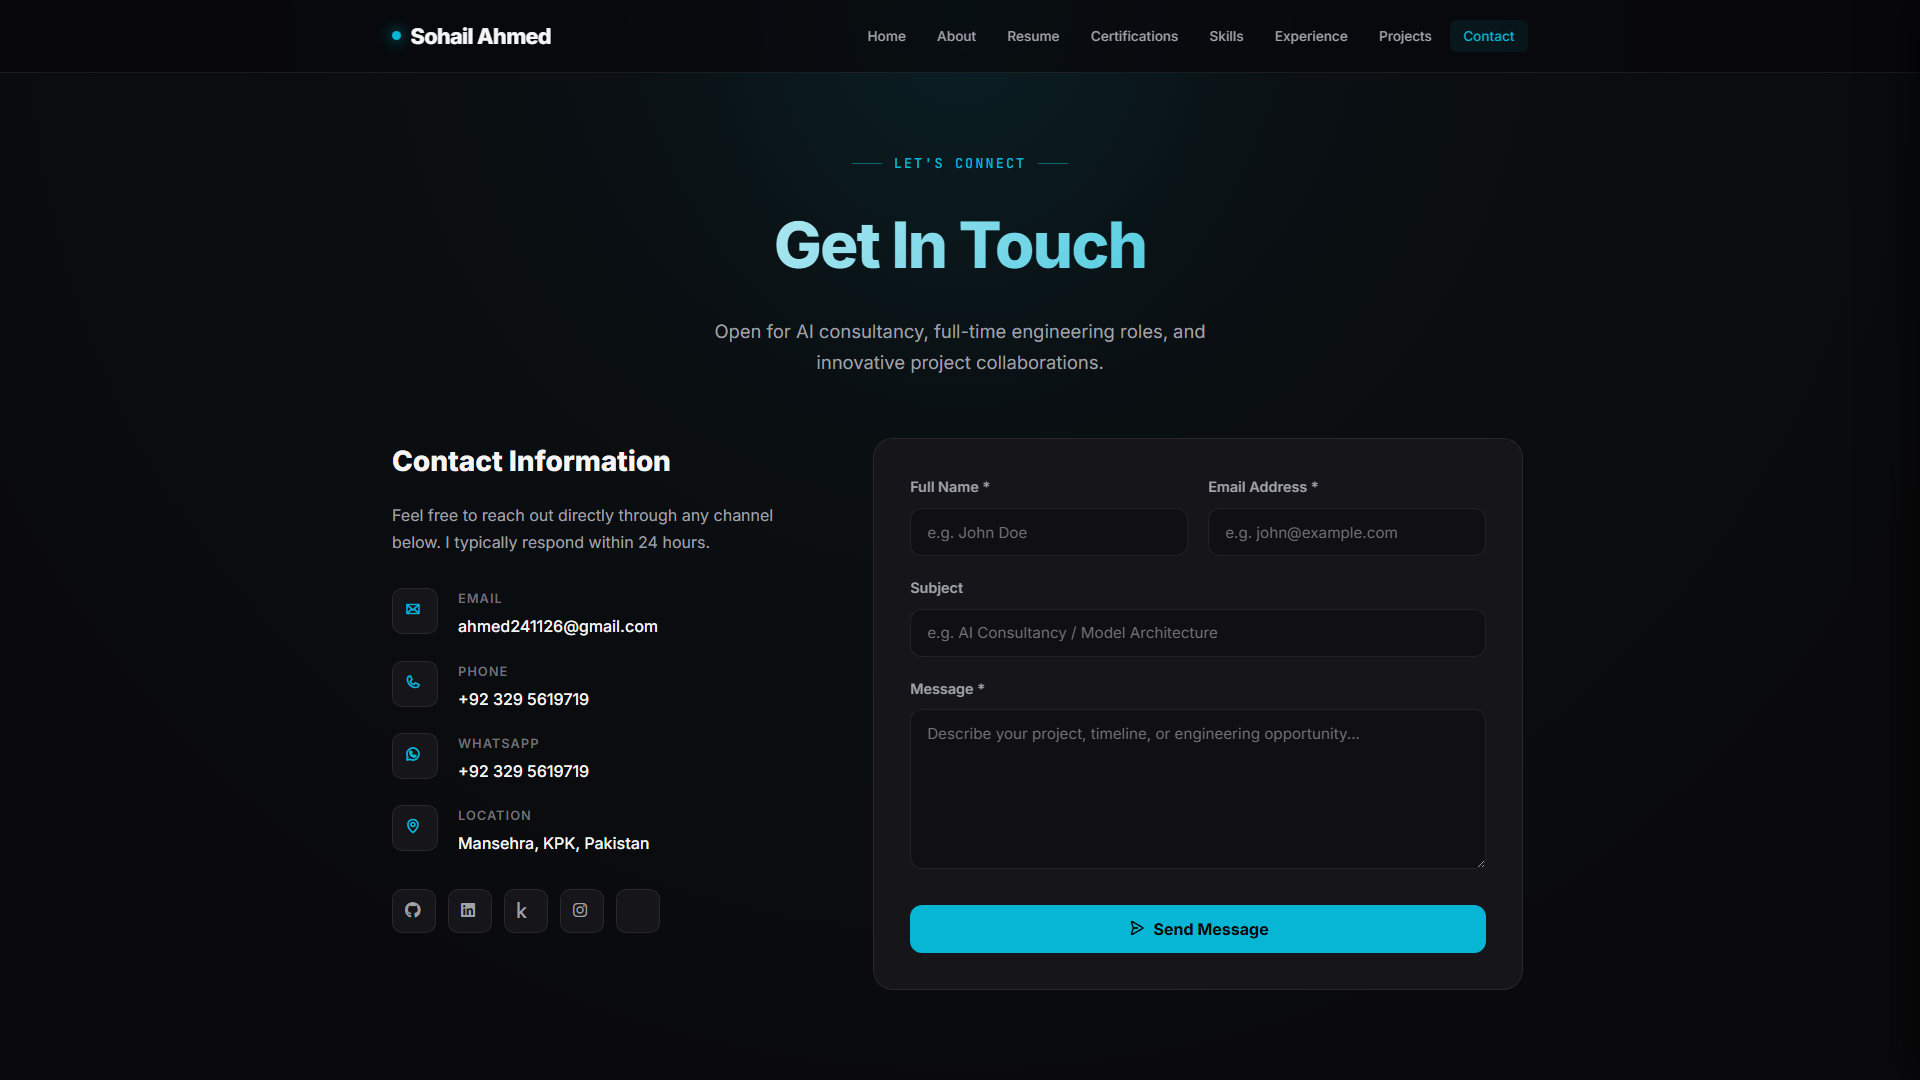 Sohail Ahmed
Home
About
Resume
Certifications
Skills
Experience
Projects
Contact
LET'S CONNECT
Get In Touch
Open for AI consultancy, full-time engineering roles, and
innovative project collaborations.
Contact Information
Feel free to reach out directly through any channel
below. I typically respond within 24 hours.
EMAIL
ahmed241126@gmail.com
PHONE
+92 329 5619719
WHATSAPP
+92 329 5619719
LOCATION
Mansehra, KPK, Pakistan
k
Full Name *
e.g. John Doe
Email Address *
e.g. john@example.com
Subject
e.g. AI Consultancy / Model Architecture
Message *
Describe your project, timeline, or engineering opportunity...
Send Message